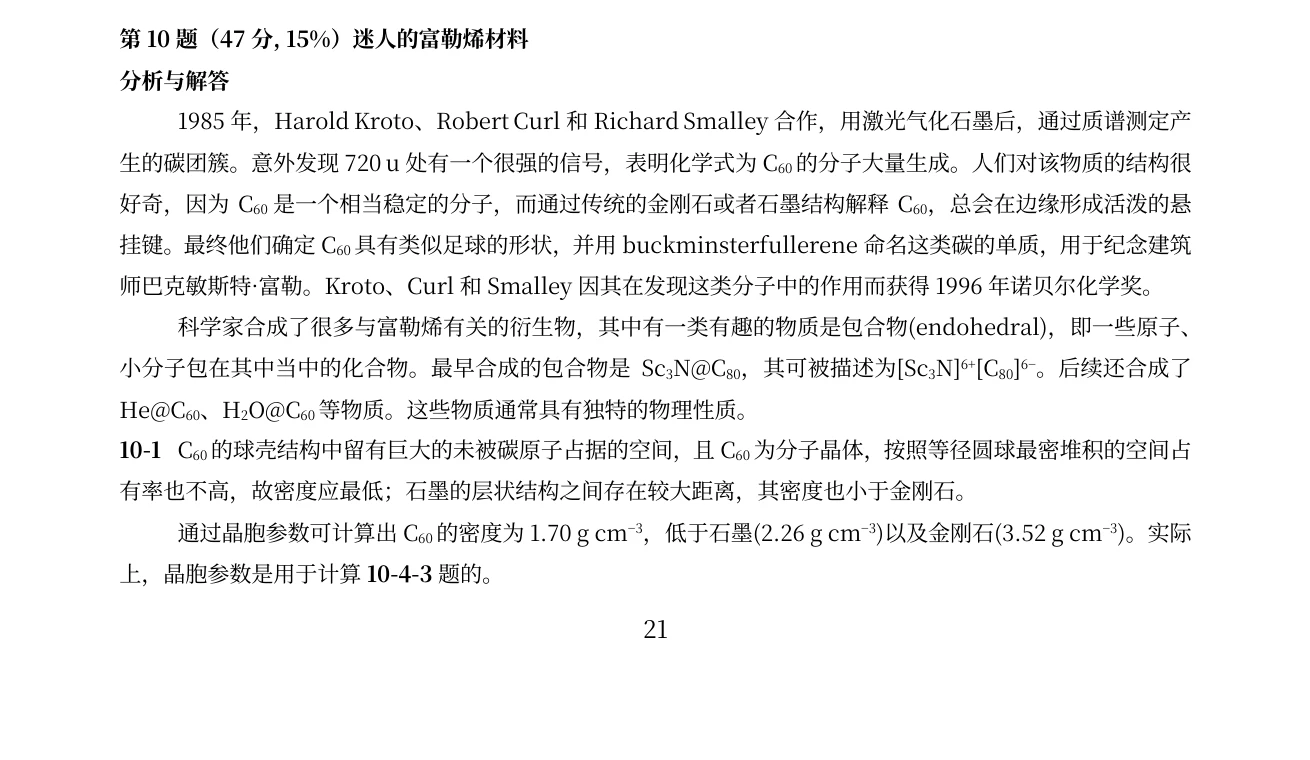 第 10 题（47 分, 15%）迷人的富勒烯材料
分析与解答
1985 年，Harold Kroto、Robert Curl 和 Richard Smalley 合作，用激光气化石墨后，通过质谱测定产
生的碳团簇。意外发现 720 u 处有一个很强的信号，表明化学式为 C₆₀ 的分子大量生成。人们对该物质的结构很
好奇，因为 C₆₀ 是一个相当稳定的分子，而通过传统的金刚石或者石墨结构解释 C₆₀，总会在边缘形成活泼的悬
挂键。最终他们确定 C₆₀ 具有类似足球的形状，并用 buckminsterfullerene 命名这类碳的单质，用于纪念建筑
师巴克敏斯特·富勒。Kroto、Curl 和 Smalley 因其在发现这类分子中的作用而获得 1996 年诺贝尔化学奖。
科学家合成了很多与富勒烯有关的衍生物，其中有一类有趣的物质是包合物(endohedral)，即一些原子、
小分子包在其中当中的化合物。最早合成的包合物是 Sc₃N@C₈₀，其可被描述为[Sc₃N]⁶⁺[C₈₀]⁶⁻。后续还合成了
He@C₆₀、H₂O@C₆₀ 等物质。这些物质通常具有独特的物理性质。
10-1 C₆₀ 的球壳结构中留有巨大的未被碳原子占据的空间，且 C₆₀ 为分子晶体，按照等径圆球最密堆积的空间占
有率也不高，故密度应最低；石墨的层状结构之间存在较大距离，其密度也小于金刚石。
通过晶胞参数可计算出 C₆₀ 的密度为 1.70 g cm⁻³，低于石墨(2.26 g cm⁻³)以及金刚石(3.52 g cm⁻³)。实际
上，晶胞参数是用于计算 10-4-3 题的。
21